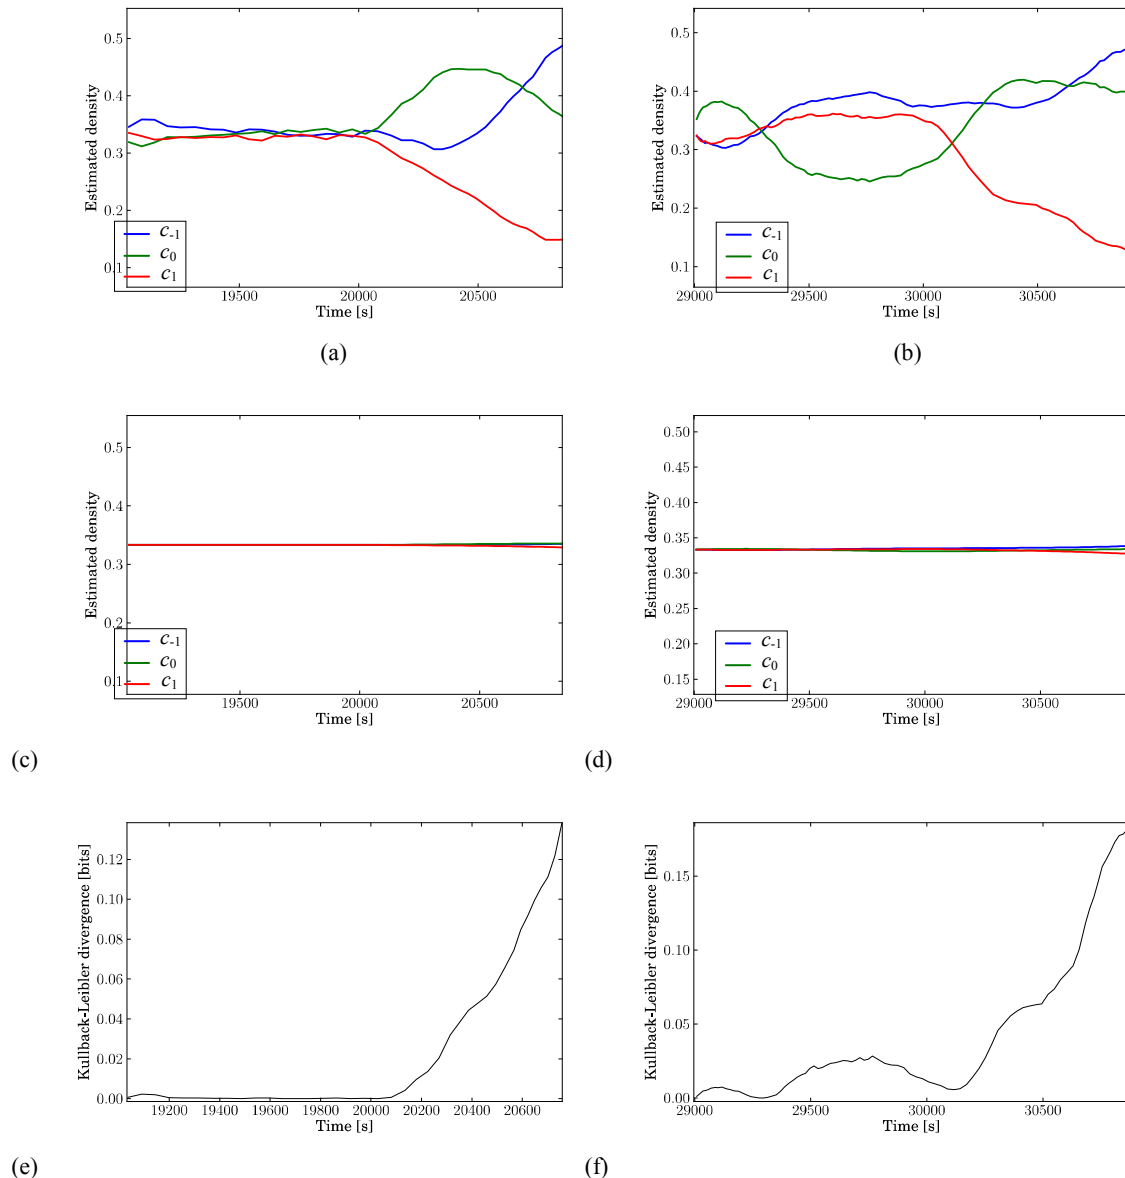 0.5
0.4
0.3
0.2
0.1
Estimated density
c-1
c0
c1
19500 20000 20500
Time [s]
(a)
0.5
0.4
0.3
0.2
0.1
Estimated density
c-1
c0
c1
29000 29500 30000 30500
Time [s]
(b)
0.5
0.4
0.3
0.2
0.1
Estimated density
c-1
c0
c1
19500 20000 20500
Time [s]
(c)
0.50
0.45
0.40
0.35
0.30
0.25
0.20
0.15
Estimated density
c-1
c0
c1
29000 29500 30000 30500
Time [s]
(d)
0.12
0.10
0.08
0.06
0.04
0.02
0.00
Kullback-Leibler divergence [bits]
19200 19400 19600 19800 20000 20200 20400 20600
Time [s]
(e)
0.15
0.10
0.05
0.00
Kullback-Leibler divergence [bits]
29000 29500 30000 30500
Time [s]
(f)